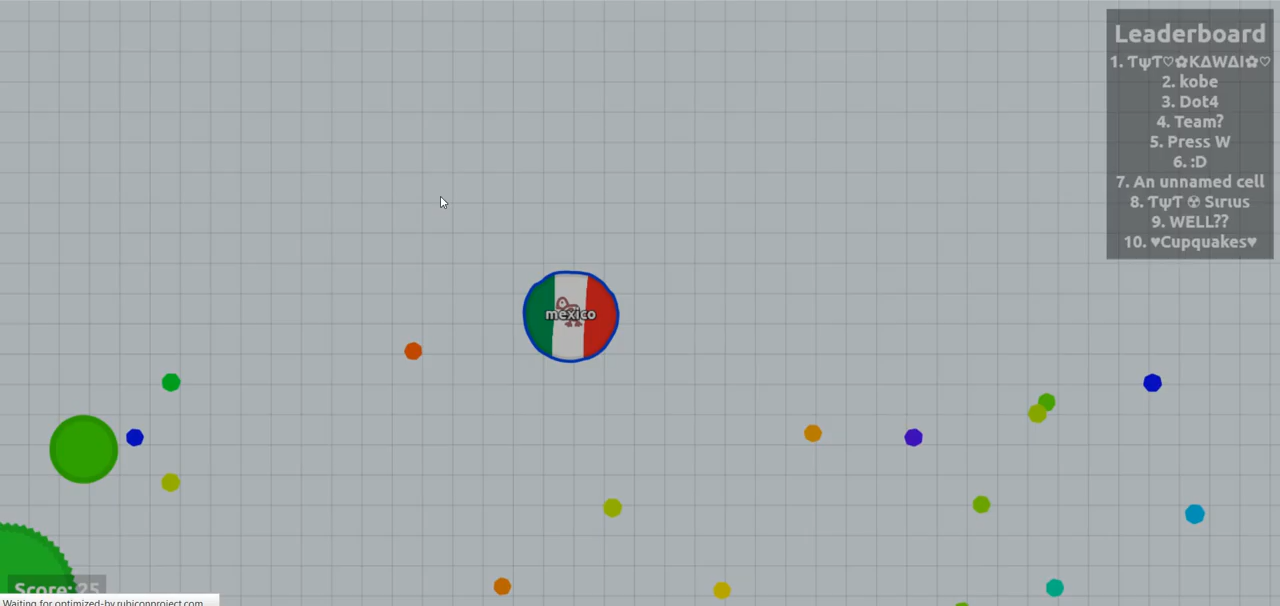 Leaderboard
1. TψT♡✿KΔWΔI✿♡
2. kobe
3. Dot4
4. Team?
5. Press W
6. :D
7. An unnamed cell
8. TψT ☢ Sιrιus
9. WELL??
10. ♥Cupquakes♥
mexico
Score: 25
Waiting for optimized-by.rubiconproject.com...